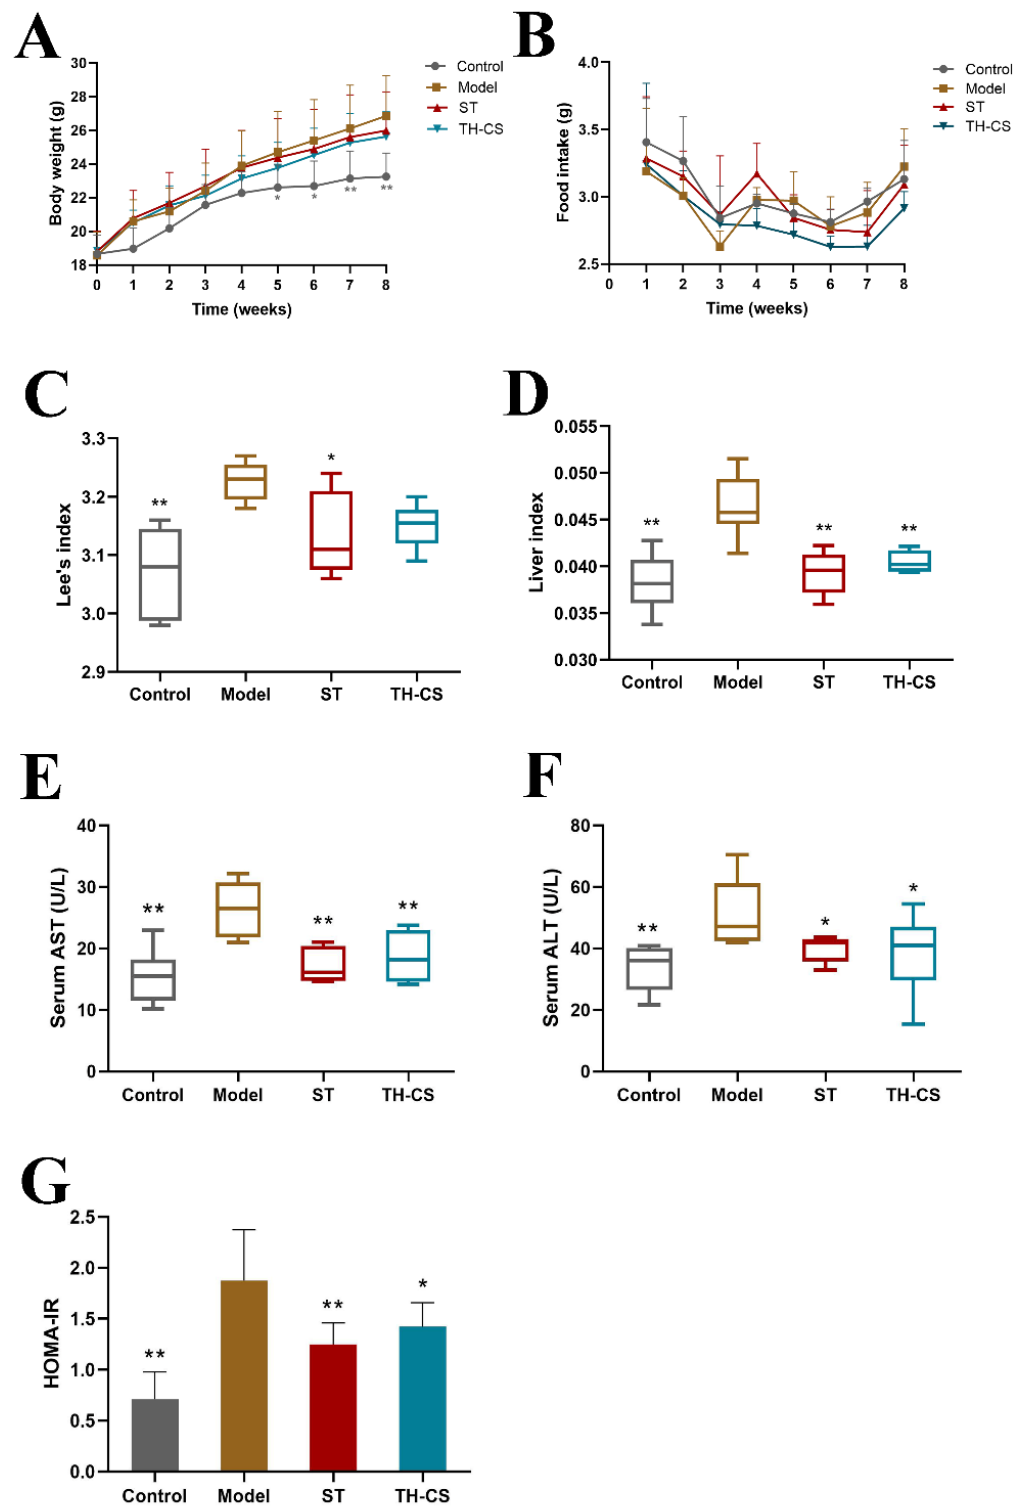 A
Body weight (g)
30
28
26
24
22
20
18
0 1 2 3 4 5 6 7 8
Time (weeks)
Control
Model
ST
TH-CS
* * ** **
B
Food intake (g)
4.0
3.5
3.0
2.5
0 1 2 3 4 5 6 7 8
Time (weeks)
Control
Model
ST
TH-CS
C
Lee's index
3.3
3.2
3.1
3.0
2.9
** *
Control Model ST TH-CS
D
Liver index
0.055
0.050
0.045
0.040
0.035
0.030
** ** **
Control Model ST TH-CS
E
Serum AST (U/L)
40
30
20
10
0
** ** **
Control Model ST TH-CS
F
Serum ALT (U/L)
80
60
40
20
0
** * *
Control Model ST TH-CS
G
HOMA-IR
2.5
2.0
1.5
1.0
0.5
0.0
** ** *
Control Model ST TH-CS